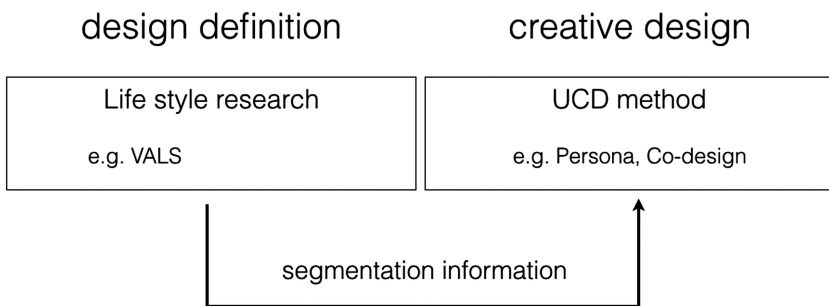 design definition
creative design
Life style research
e.g. VALS
UCD method
e.g. Persona, Co-design
segmentation information